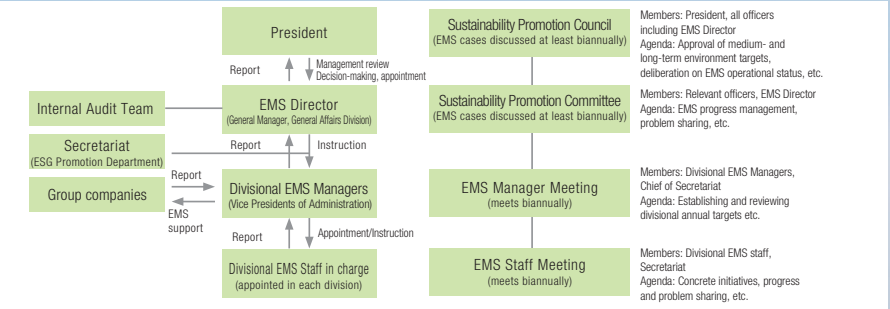 President
Report
Management review
Decision-making, appointment
Internal Audit Team
EMS Director
(General Manager, General Affairs Division)
Secretariat
(ESG Promotion Department)
Report
Instruction
Group companies
Report
EMS
support
Divisional EMS Managers
(Vice Presidents of Administration)
Report
Appointment/Instruction
Divisional EMS Staff in charge
(appointed in each division)
Sustainability Promotion Council
(EMS cases discussed at least biannually)
Members: President, all officers
including EMS Director
Agenda: Approval of medium- and
long-term environment targets,
deliberation on EMS operational status, etc.
Sustainability Promotion Committee
(EMS cases discussed at least biannually)
Members: Relevant officers, EMS Director
Agenda: EMS progress management,
problem sharing, etc.
EMS Manager Meeting
(meets biannually)
Members: Divisional EMS Managers,
Chief of Secretariat
Agenda: Establishing and reviewing
divisional annual targets etc.
EMS Staff Meeting
(meets biannually)
Members: Divisional EMS staff,
Secretariat
Agenda: Concrete initiatives, progress
and problem sharing, etc.